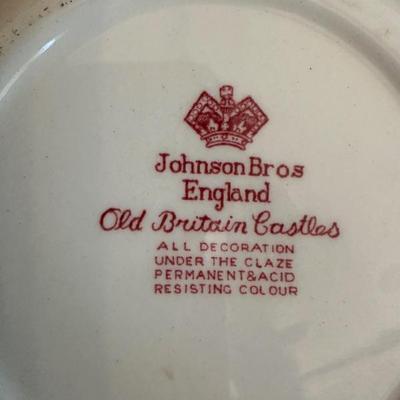 Johnson Bros
England
Old Britain Castles
ALL DECORATION
UNDER THE GLAZE
PERMANENT&ACID
RESISTING COLOUR